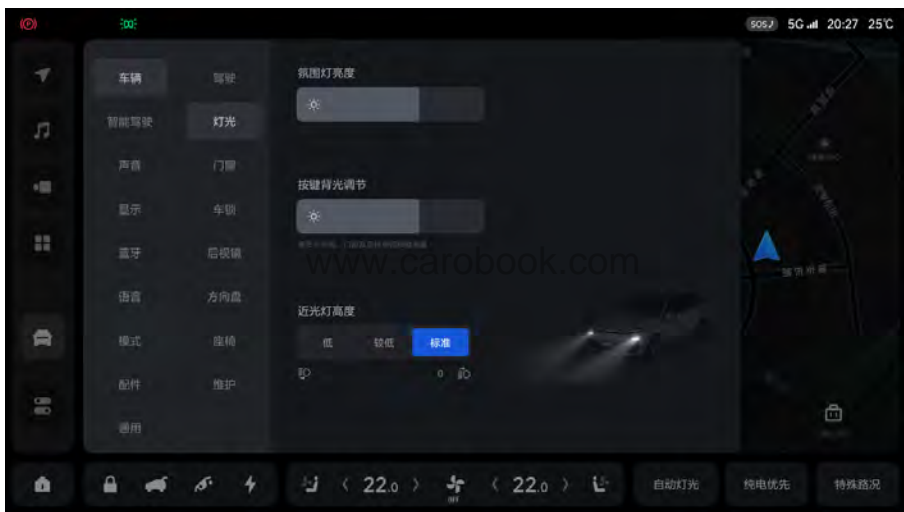 SOS 5G 20:27 25℃
车辆 驾驶
智能驾驶 灯光
声音 门窗
显示 车锁
蓝牙 后视镜
语言 方向盘
模式 座椅
配件 维护
通用
氛围灯亮度
按键背光调节
www.carobook.com
近光灯高度
低 较低 标准
0
22.0 OFF 22.0
自动灯光 纯电优先 特殊路况